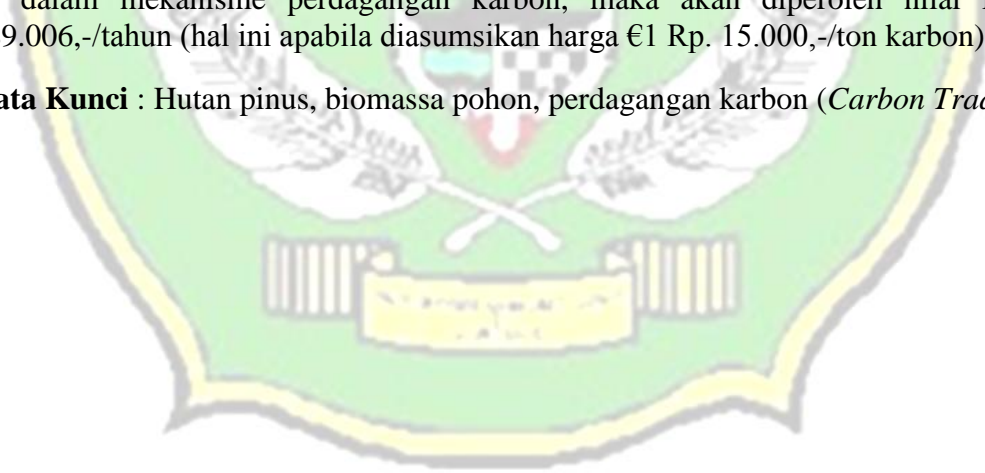 dalam mekanisme perdagangan karbon, maka akan diperoleh nilai
9.006,-/tahun (hal ini apabila diasumsikan harga €1 Rp. 15.000,-/ton karbon)
ata Kunci : Hutan pinus, biomassa pohon, perdagangan karbon (Carbon Trad